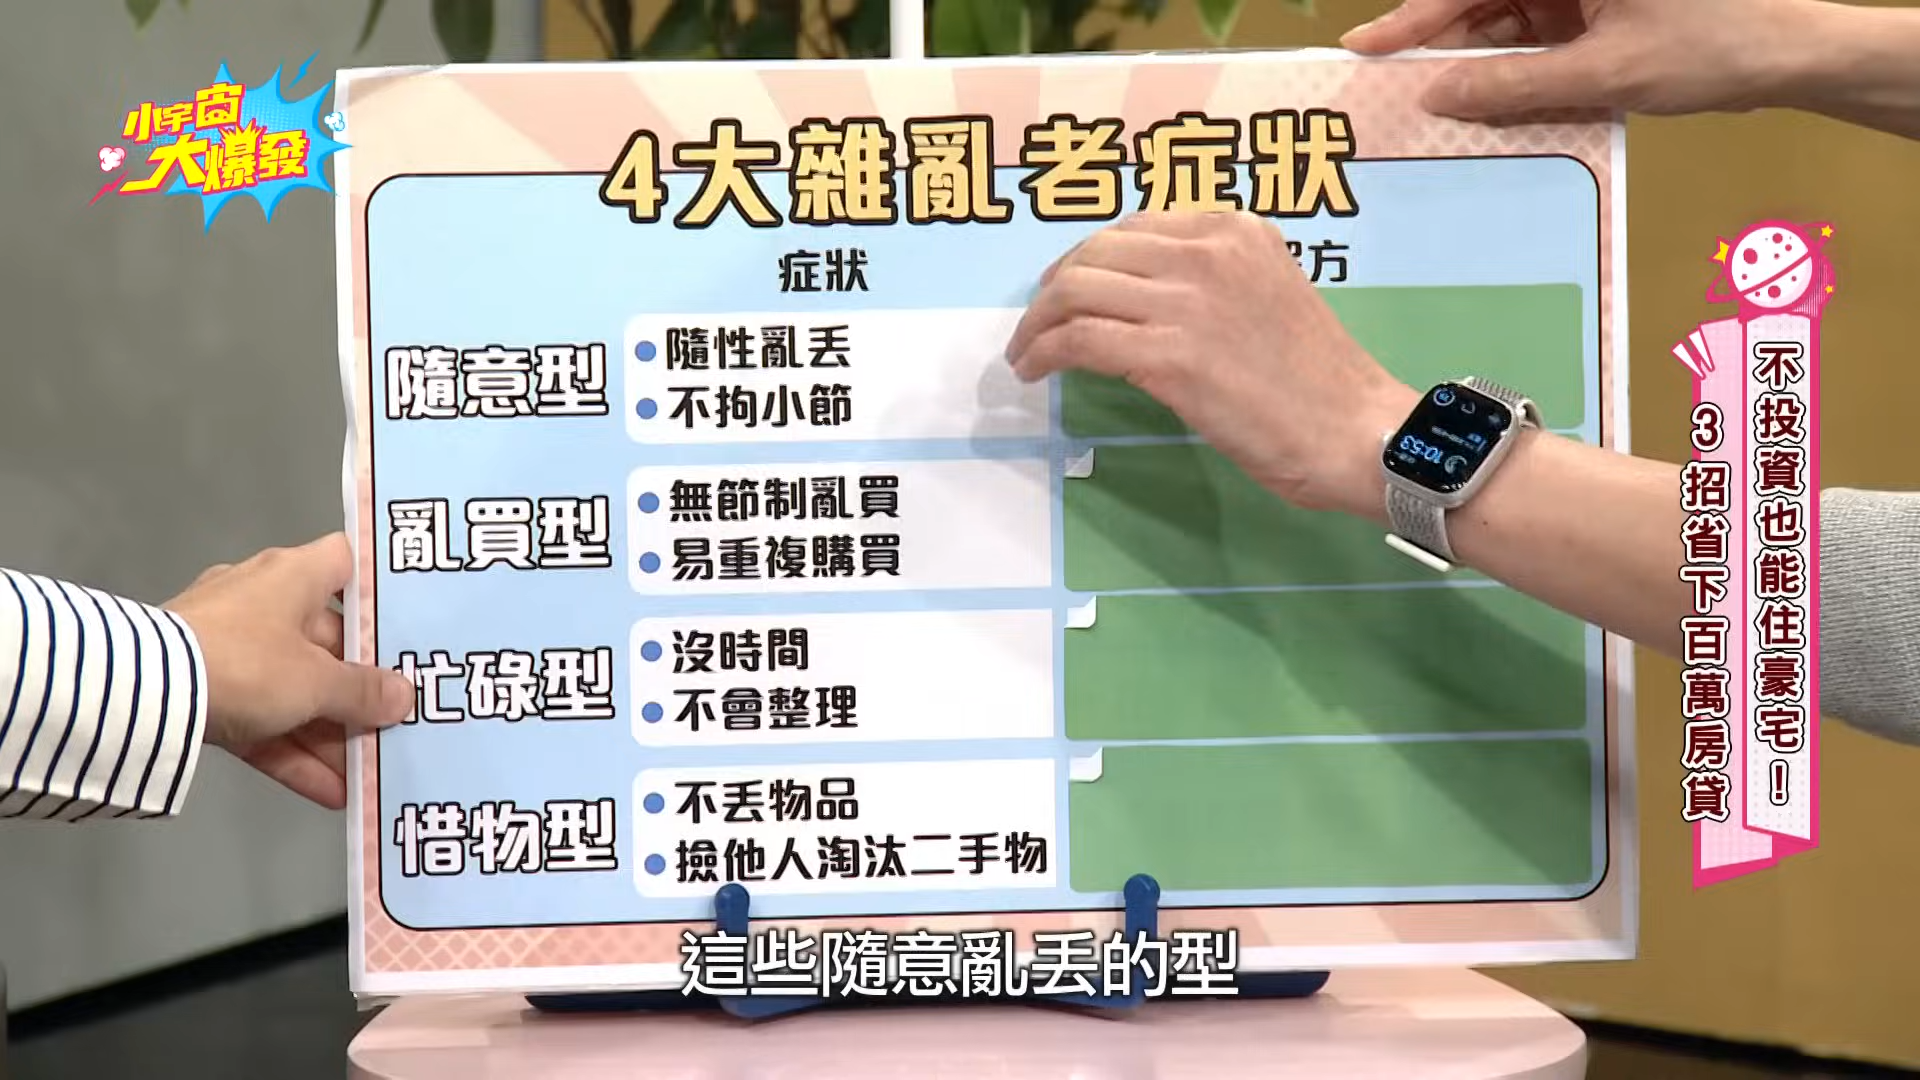 小宇宙
大爆發
4大雜亂者症狀
症狀
方
隨意型
隨性亂丟
不拘小節
亂買型
無節制亂買
易重複購買
忙碌型
沒時間
不會整理
惜物型
不丟物品
撿他人淘汰二手物
10:53
不投資也能住豪宅!
3招省下百萬房貸
這些隨意亂丟的型